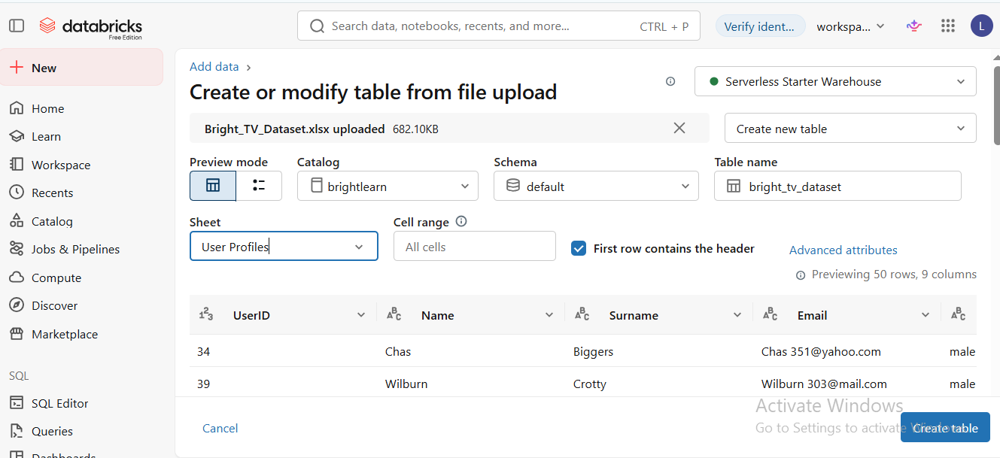 databricks
Free Edition
Search data, notebooks, recents, and more... CTRL + P
Verify ident...
workspa...
L
New
Home
Learn
Workspace
Recents
Catalog
Jobs & Pipelines
Compute
Discover
Marketplace
SQL
SQL Editor
Queries
Dashboards
Add data ›
Create or modify table from file upload
Serverless Starter Warehouse
Bright_TV_Dataset.xlsx uploaded 682.10KB
Create new table
Preview mode Catalog Schema Table name
brightlearn default bright_tv_dataset
Sheet Cell range
User Profiles All cells First row contains the header Advanced attributes
Previewing 50 rows, 9 columns
UserID Name Surname Email
34 Chas Biggers Chas 351@yahoo.com male
39 Wilburn Crotty Wilburn 303@mail.com male
Activate Windows
Go to Settings to activate Windows.
Cancel Create table